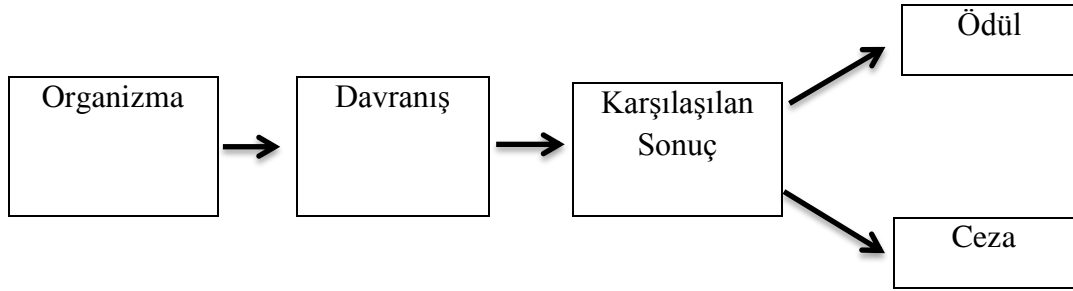 Organizma
Davranış
Karşılaşılan
Sonuç
Ödül
Ceza